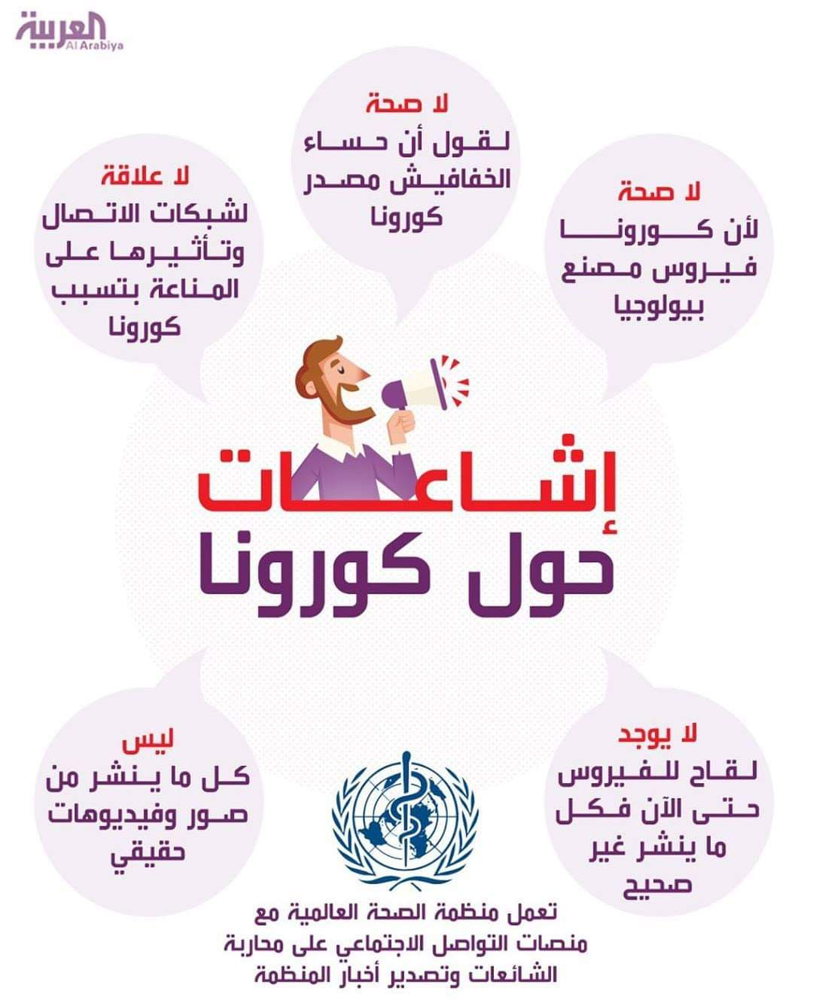 العربية
Al Arabiya
لا صحة
لقول أن حساء
الخفافيش مصدر
كورونا
لا صحة
لأن كورونا
فيروس مصنع
بيولوجيا
لا علاقة
لشبكات الاتصال
وتأثيرها على
المناعة بتسبب
كورونا
إشاعات
حول كورونا
لا يوجد
لقاح للفيروس
حتى الآن فكل
ما ينشر غير
صحيح
ليس
كل ما ينشر من
صور وفيديوهات
حقيقي
تعمل منظمة الصحة العالمية مع
منصات التواصل الاجتماعي على محاربة
الشائعات وتصدير أخبار المنظمة